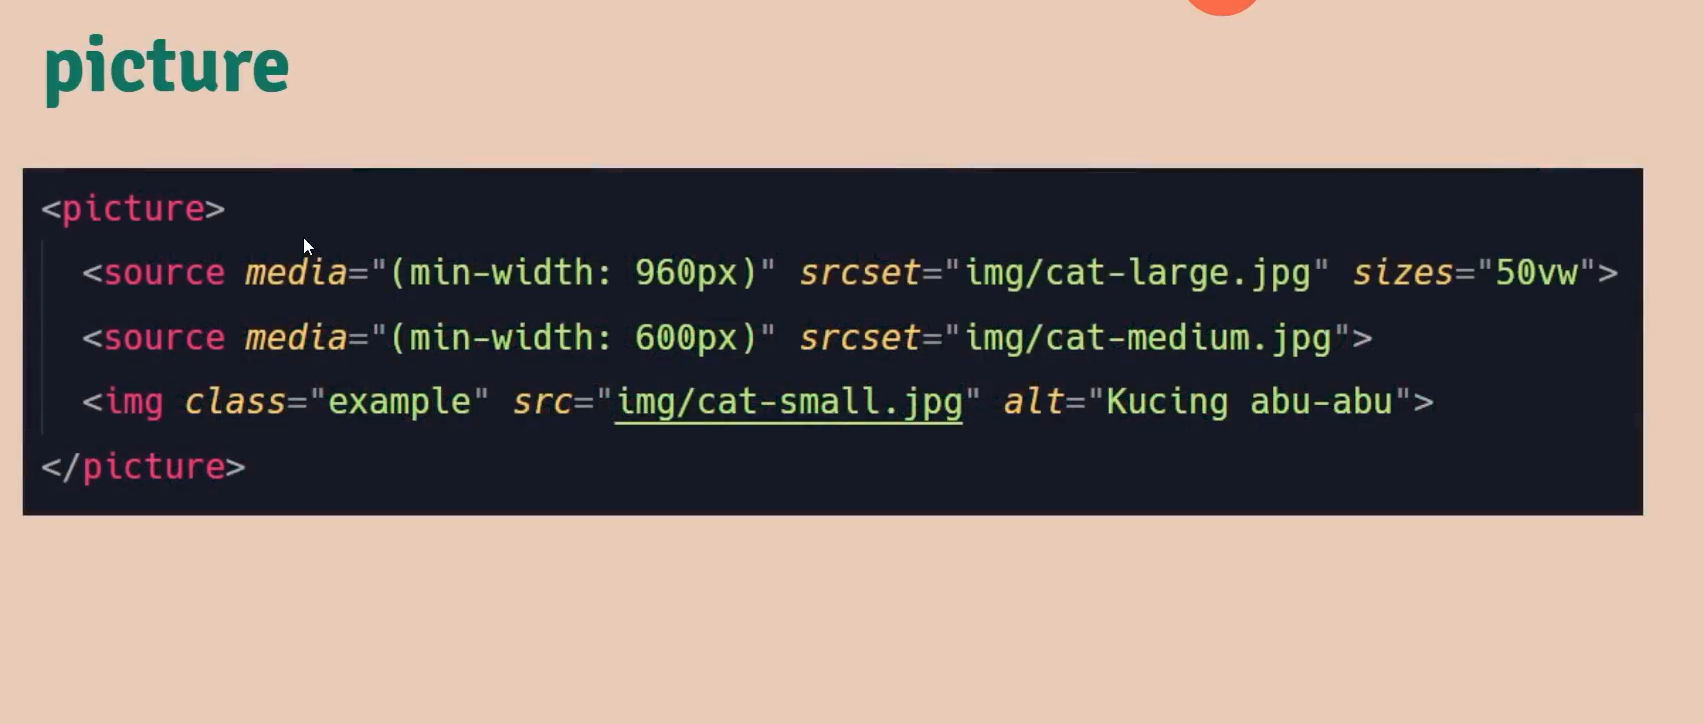 picture
<picture>
<source media="(min-width: 960px)" srcset="img/cat-large.jpg" sizes="50vw">
<source media="(min-width: 600px)" srcset="img/cat-medium.jpg">
<img class="example" src="img/cat-small.jpg" alt="Kucing abu-abu">
</picture>